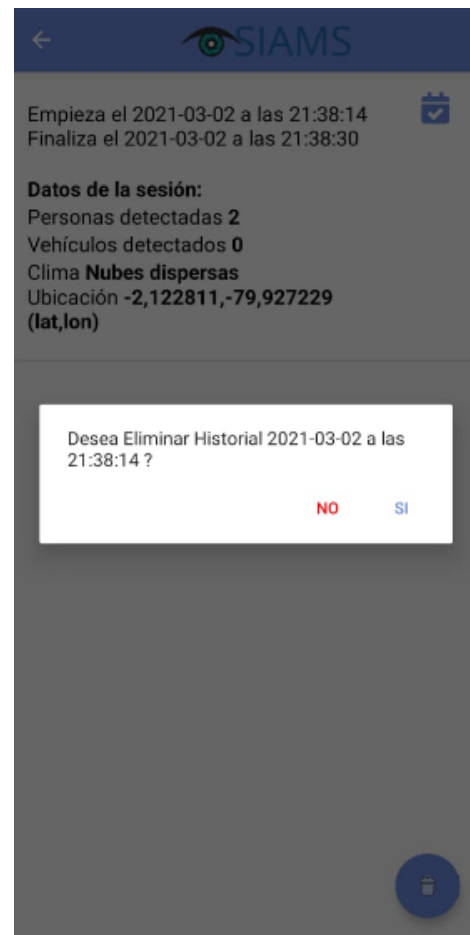 SIAMS
Empieza el 2021-03-02 a las 21:38:14
Finaliza el 2021-03-02 a las 21:38:30
Datos de la sesión:
Personas detectadas 2
Vehículos detectados 0
Clima Nubes dispersas
Ubicación -2,122811,-79,927229
(lat,lon)
Desea Eliminar Historial 2021-03-02 a las
21:38:14 ?
NO SI